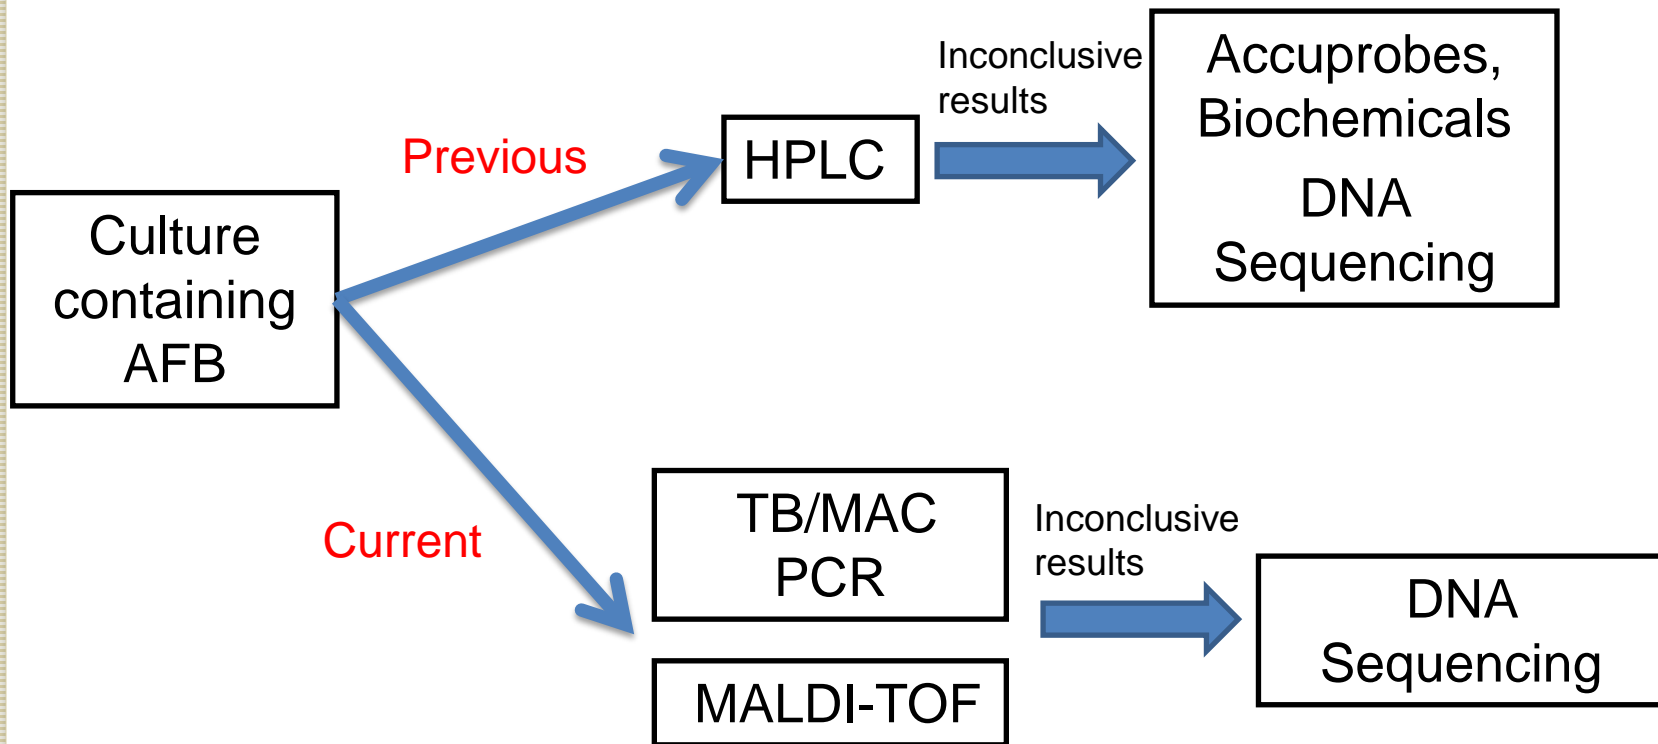 Culture
containing
AFB
Previous
HPLC
Inconclusive
results
Accuprobes,
Biochemicals
DNA
Sequencing
Current
TB/MAC
PCR
MALDI-TOF
Inconclusive
results
DNA
Sequencing